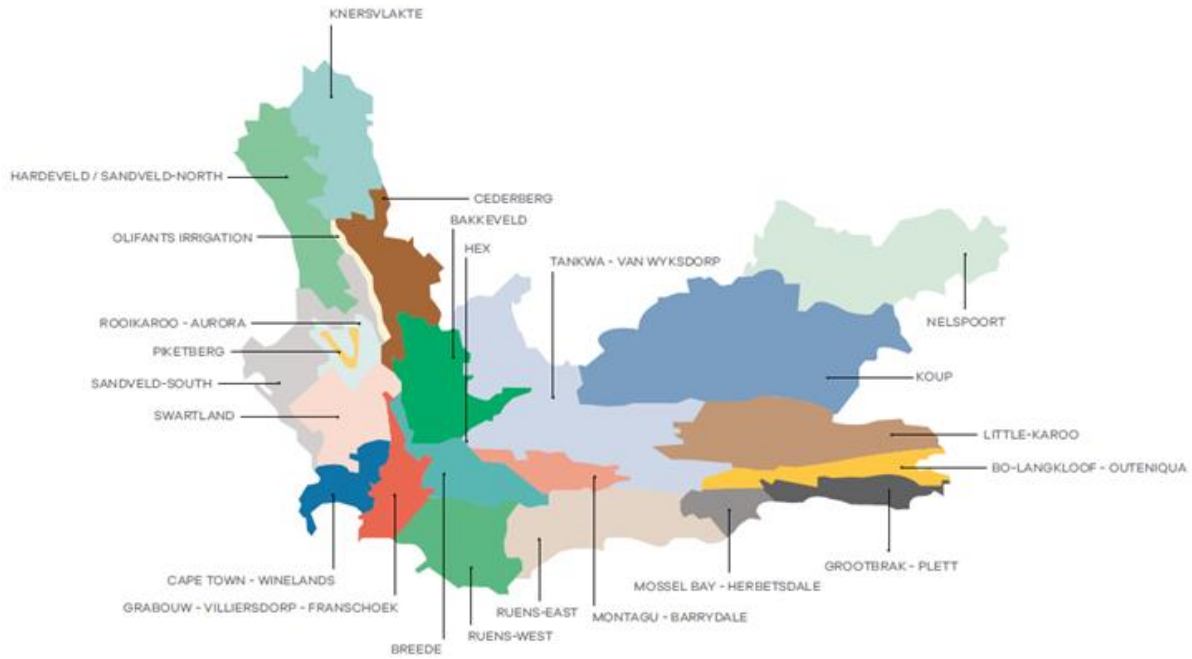 KNERSVLAKTE
HARDEVELD / SANDVELD-NORTH
CEDERBERG
BAKKEVELD
OLIFANTS IRRIGATION
HEX
TANKWA - VAN WYKSDORP
ROOIKAROO - AURORA
NELSPOORT
PIKETBERG
KOUP
SANDVELD-SOUTH
SWARTLAND
LITTLE-KAROO
BO-LANGKLOOF - OUTENIQUA
GROOTBRAK - PLETT
CAPE TOWN - WINELANDS
MOSSEL BAY - HERBETSDALE
GRABOUW - VILLIERSDORP - FRANSCHOEK
RUENS-EAST
MONTAGU - BARRYDALE
RUENS-WEST
BREEDE